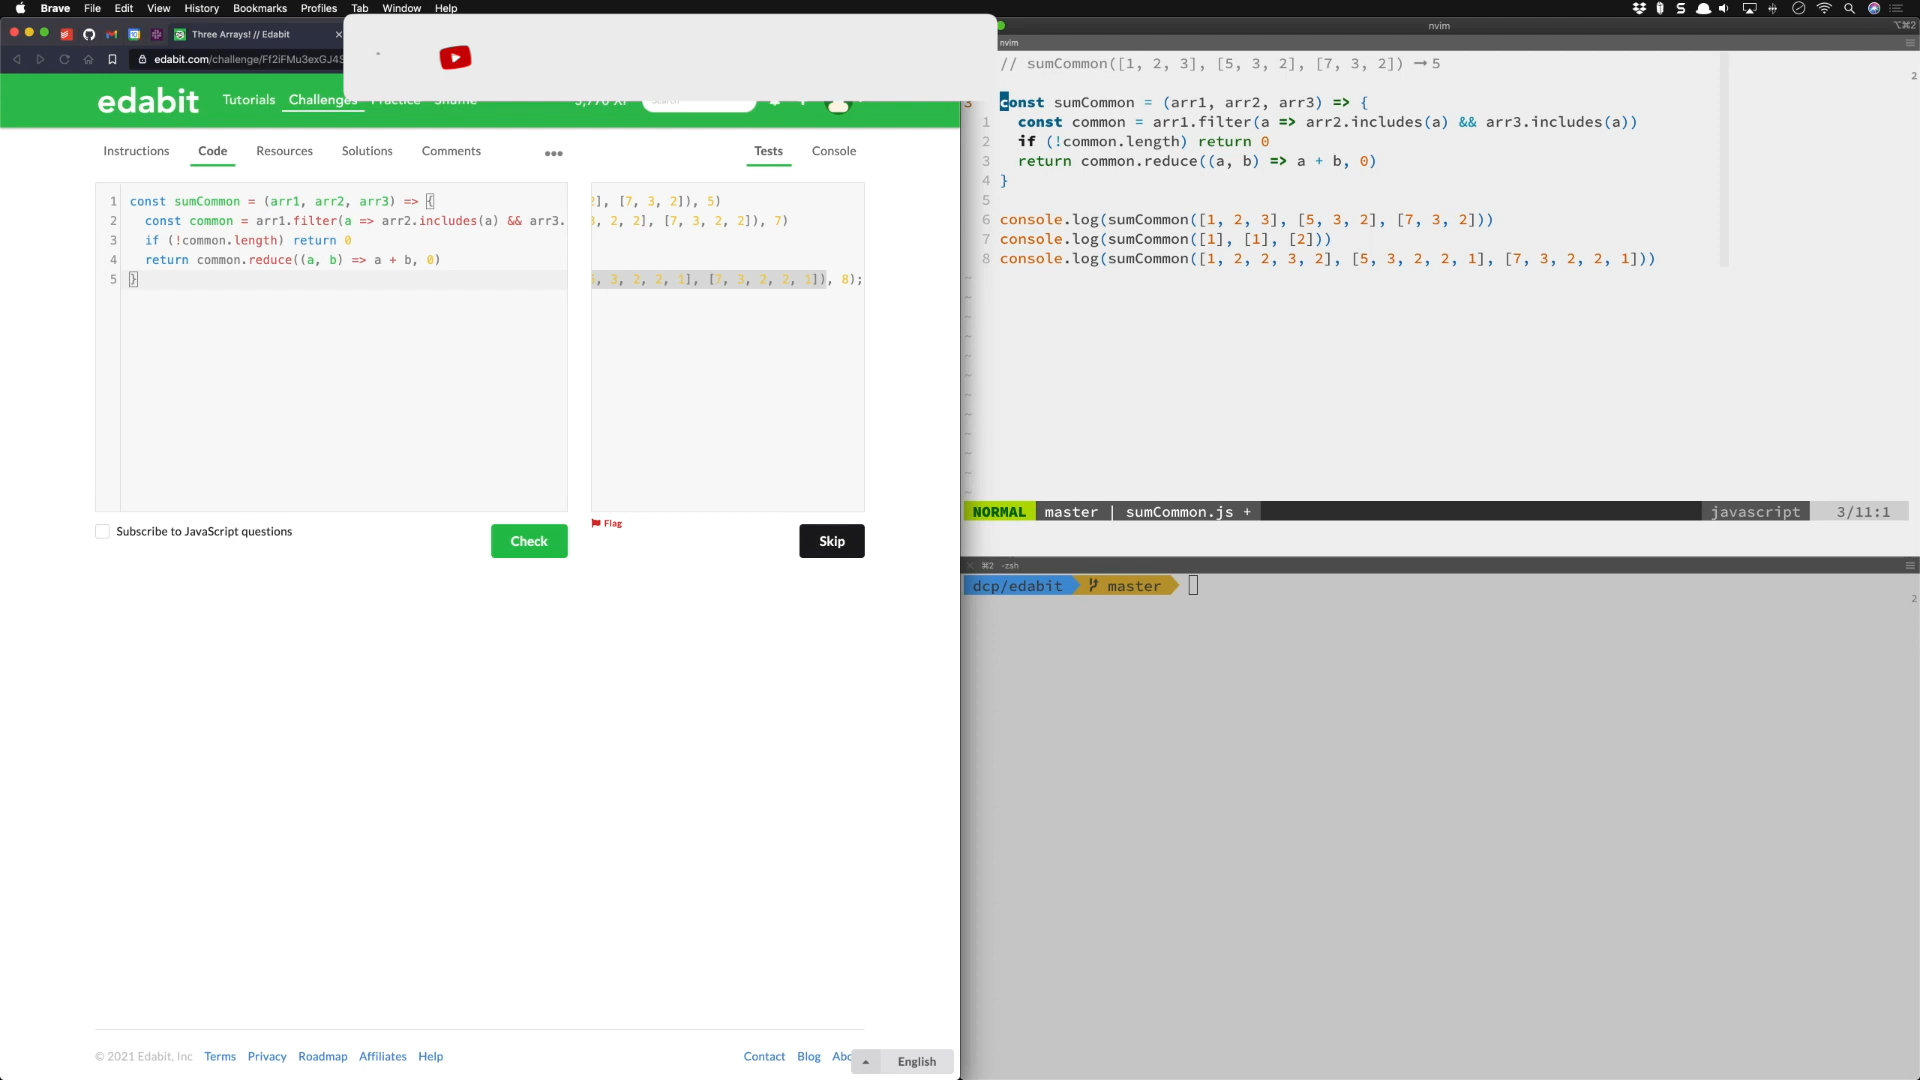 Brave File Edit View History Bookmarks Profiles Tab Window Help
Three Arrays! // Edabit
edabit.com/challenge/Ff2iFMu3exGJ4S
edabit Tutorials Challenges Practice
Instructions Code Resources Solutions Comments
Tests Console
1 const sumCommon = (arr1, arr2, arr3) => {
2 const common = arr1.filter(a => arr2.includes(a) && arr3.
3 if (!common.length) return 0
4 return common.reduce((a, b) => a + b, 0)
5 }
2], [7, 3, 2]), 5)
3, 2, 2], [7, 3, 2, 2]), 7)
, 3, 2, 2, 1], [7, 3, 2, 2, 1]), 8);
Subscribe to JavaScript questions
Check
Flag
Skip
© 2021 Edabit, Inc Terms Privacy Roadmap Affiliates Help
Contact Blog Abo
English
nvim
⌥⌘2
nvim
// sumCommon([1, 2, 3], [5, 3, 2], [7, 3, 2]) ➞ 5
2
3 const sumCommon = (arr1, arr2, arr3) => {
1 const common = arr1.filter(a => arr2.includes(a) && arr3.includes(a))
2 if (!common.length) return 0
3 return common.reduce((a, b) => a + b, 0)
4 }
5
6 console.log(sumCommon([1, 2, 3], [5, 3, 2], [7, 3, 2]))
7 console.log(sumCommon([1], [1], [2]))
8 console.log(sumCommon([1, 2, 2, 3, 2], [5, 3, 2, 2, 1], [7, 3, 2, 2, 1]))
~
~
~
~
~
~
~
~
~
~
~
~
NORMAL master | sumCommon.js + javascript 3/11:1
⌘2 -zsh
dcp/edabit master
2